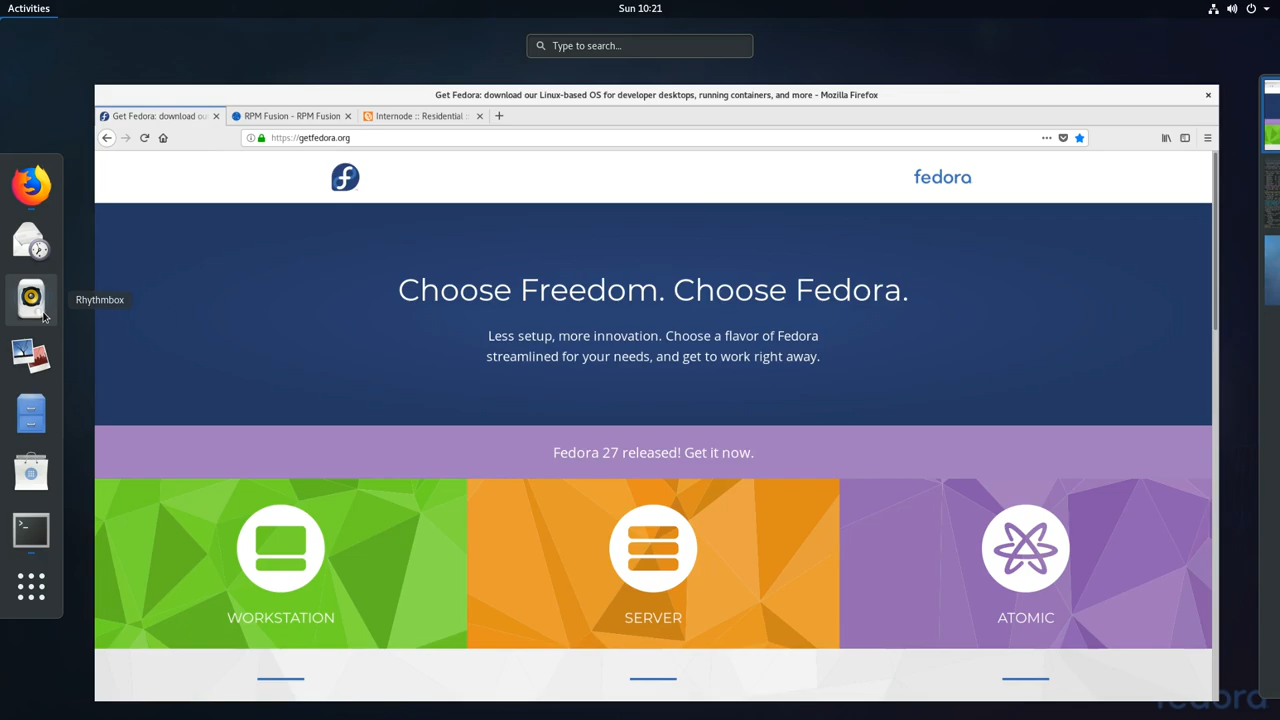 Activities
Sun 10:21
Type to search...
Get Fedora: download our Linux-based OS for developer desktops, running containers, and more - Mozilla Firefox
Get Fedora: download ou
RPM Fusion - RPM Fusion
Internode :: Residential ::
https://getfedora.org
fedora
Choose Freedom. Choose Fedora.
Rhythmbox
Less setup, more innovation. Choose a flavor of Fedora
streamlined for your needs, and get to work right away.
Fedora 27 released! Get it now.
WORKSTATION
SERVER
ATOMIC
fedora